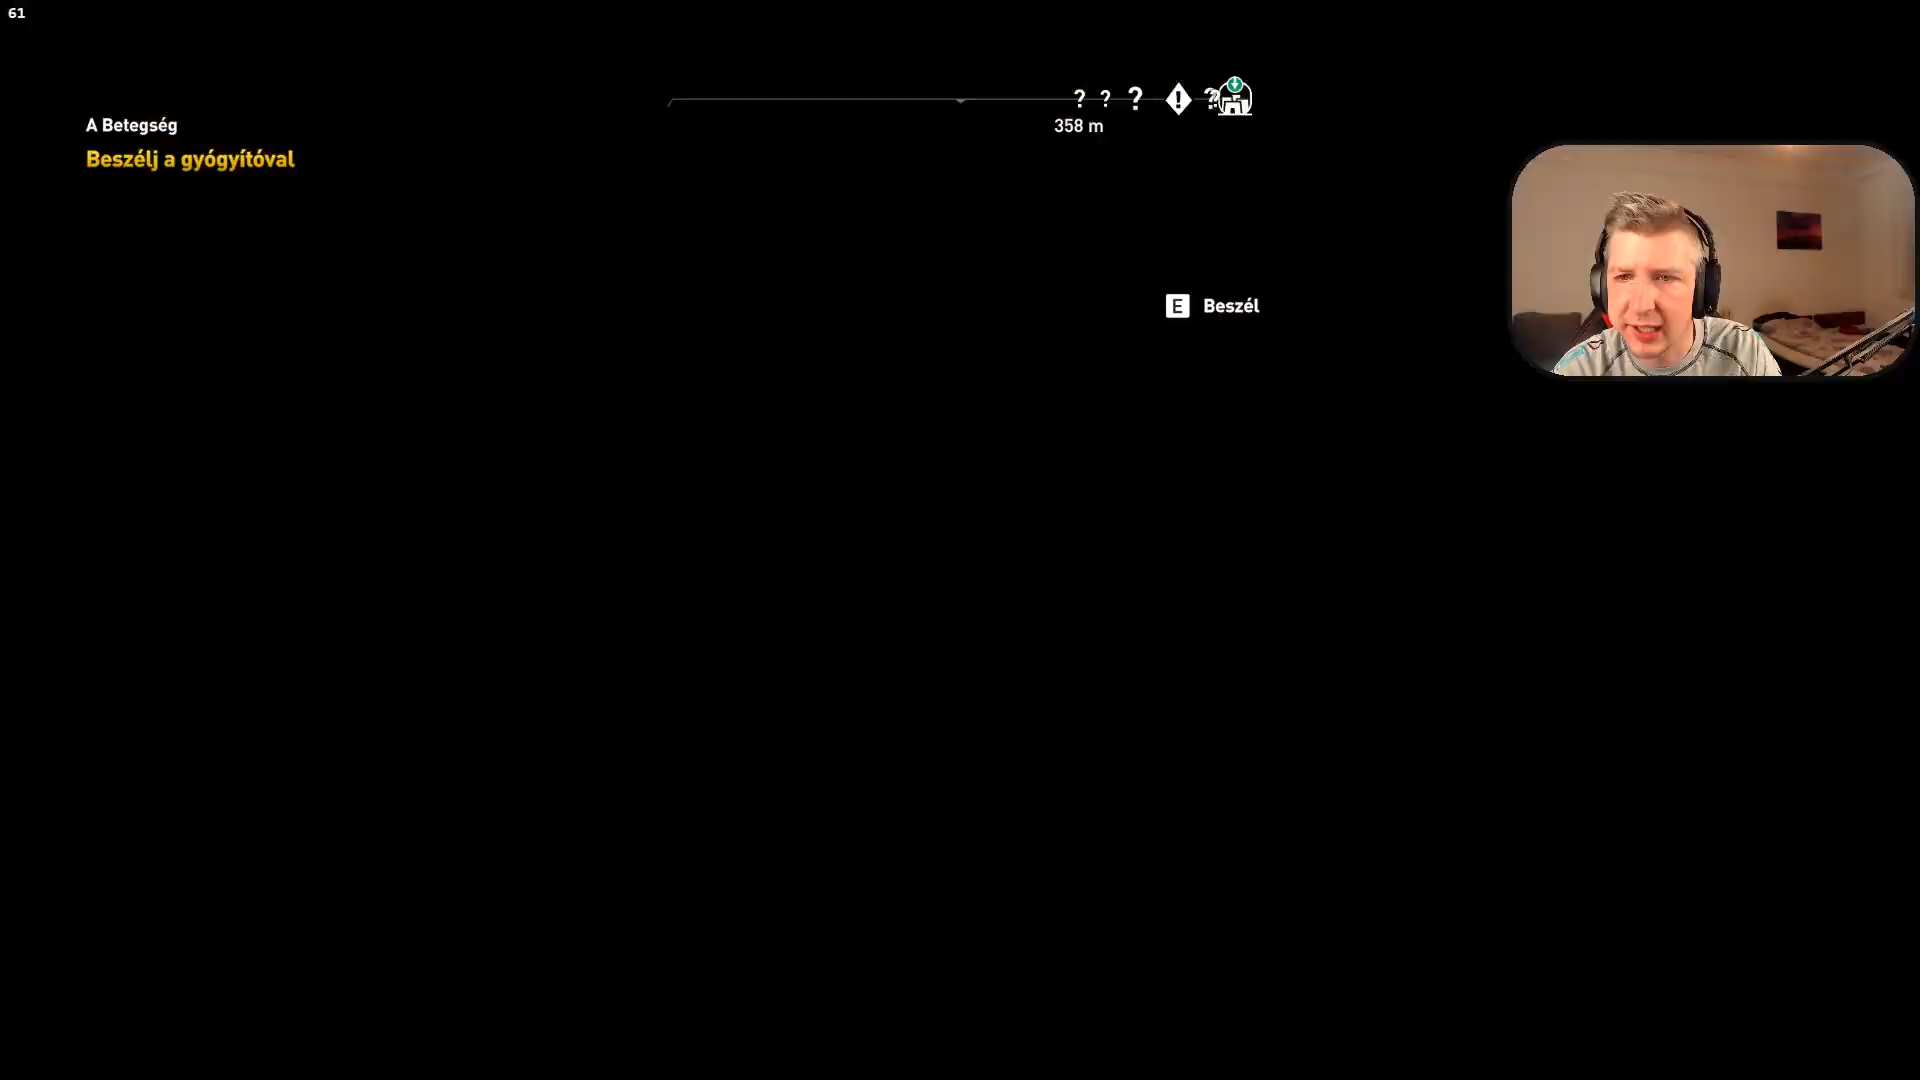 61
? ? ? ! ?
358 m
A Betegség
Beszélj a gyógyítóval
E Beszél